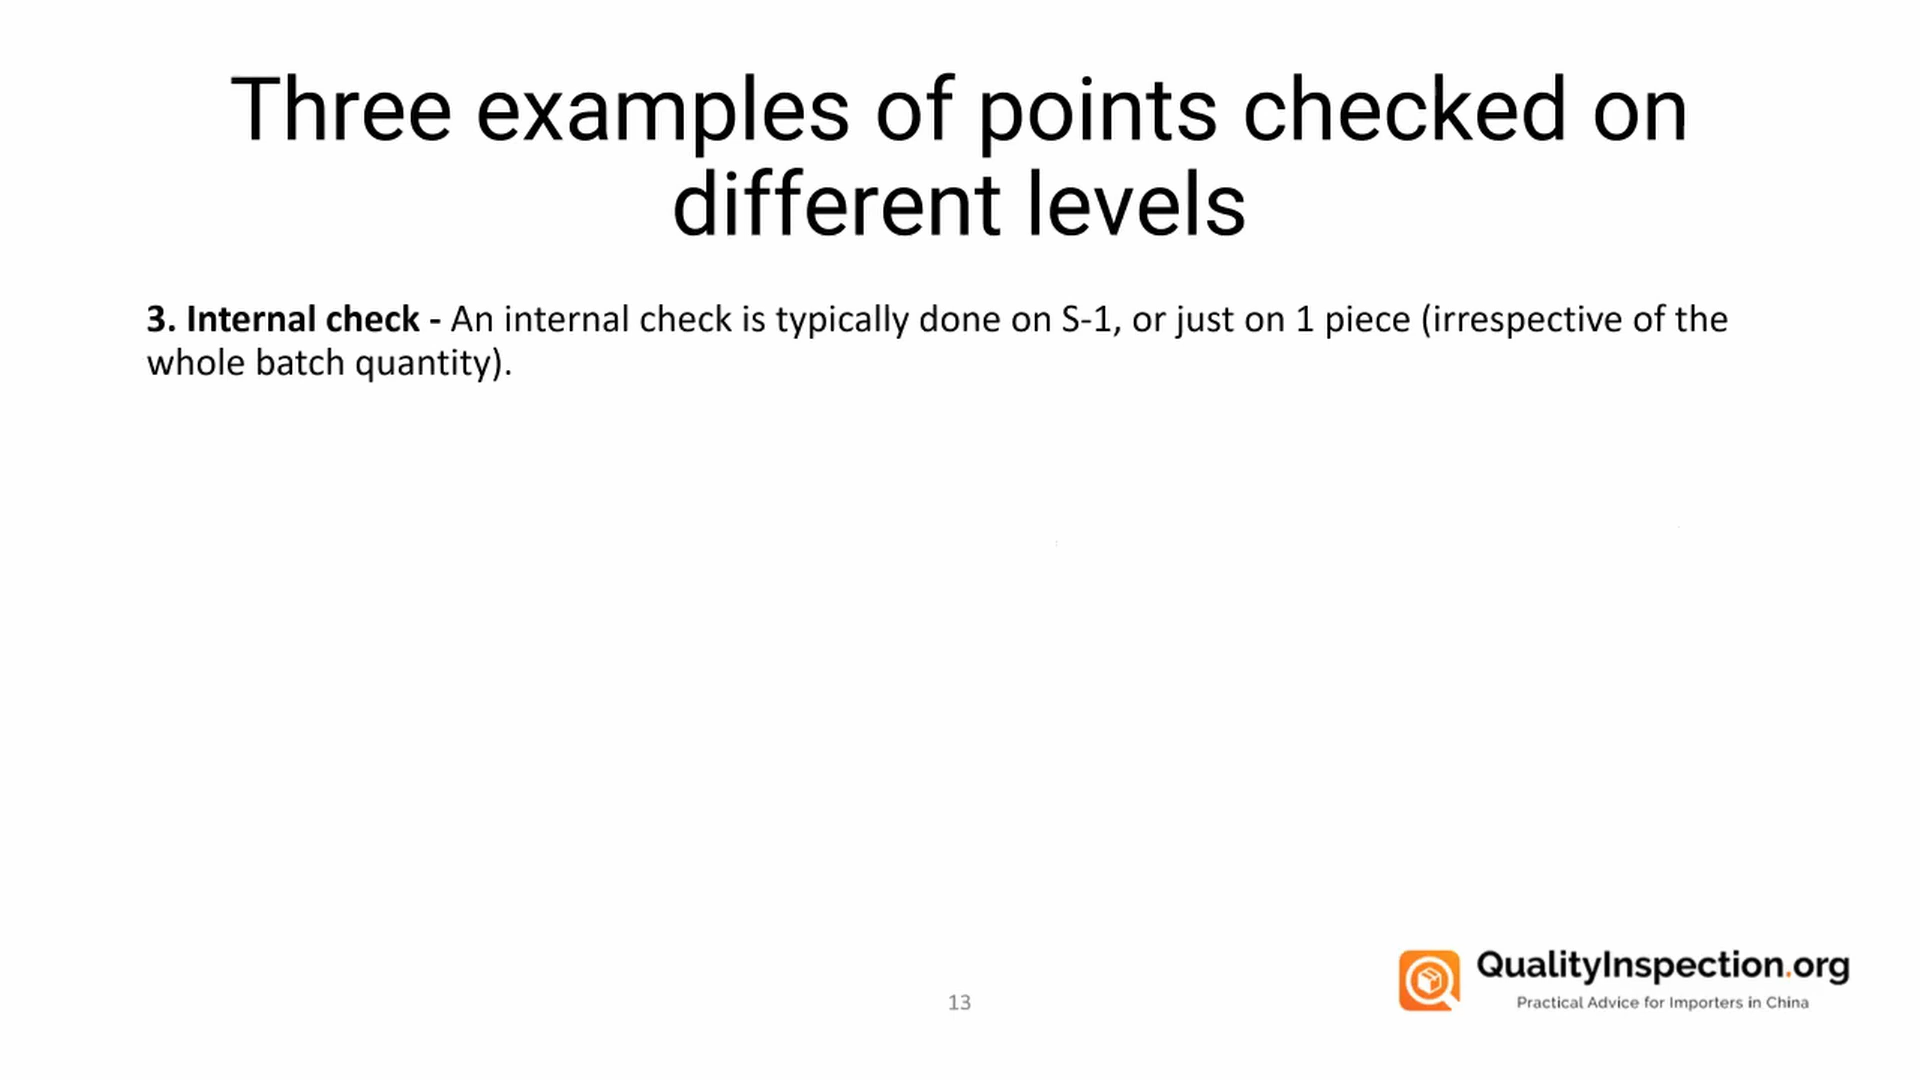 Three examples of points checked on
different levels
3. Internal check - An internal check is typically done on S-1, or just on 1 piece (irrespective of the
whole batch quantity).
13
QualityInspection.org
Practical Advice for Importers in China